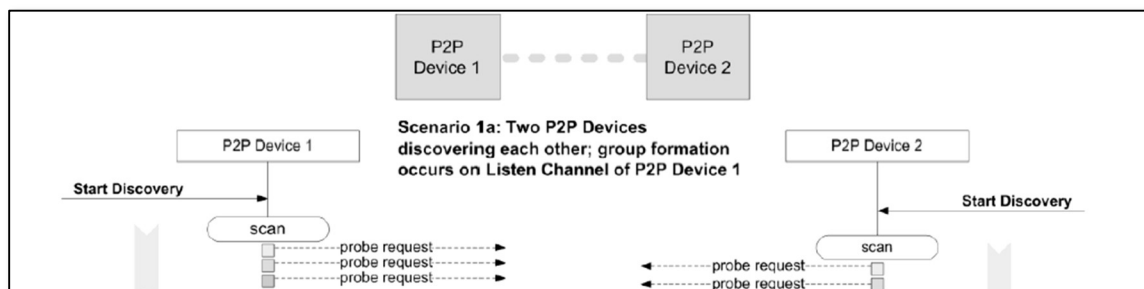 P2P
Device 1
P2P
Device 2
Scenario 1a: Two P2P Devices
discovering each other; group formation
occurs on Listen Channel of P2P Device 1
P2P Device 1
P2P Device 2
Start Discovery
Start Discovery
scan
scan
probe request
probe request
probe request
probe request
probe request